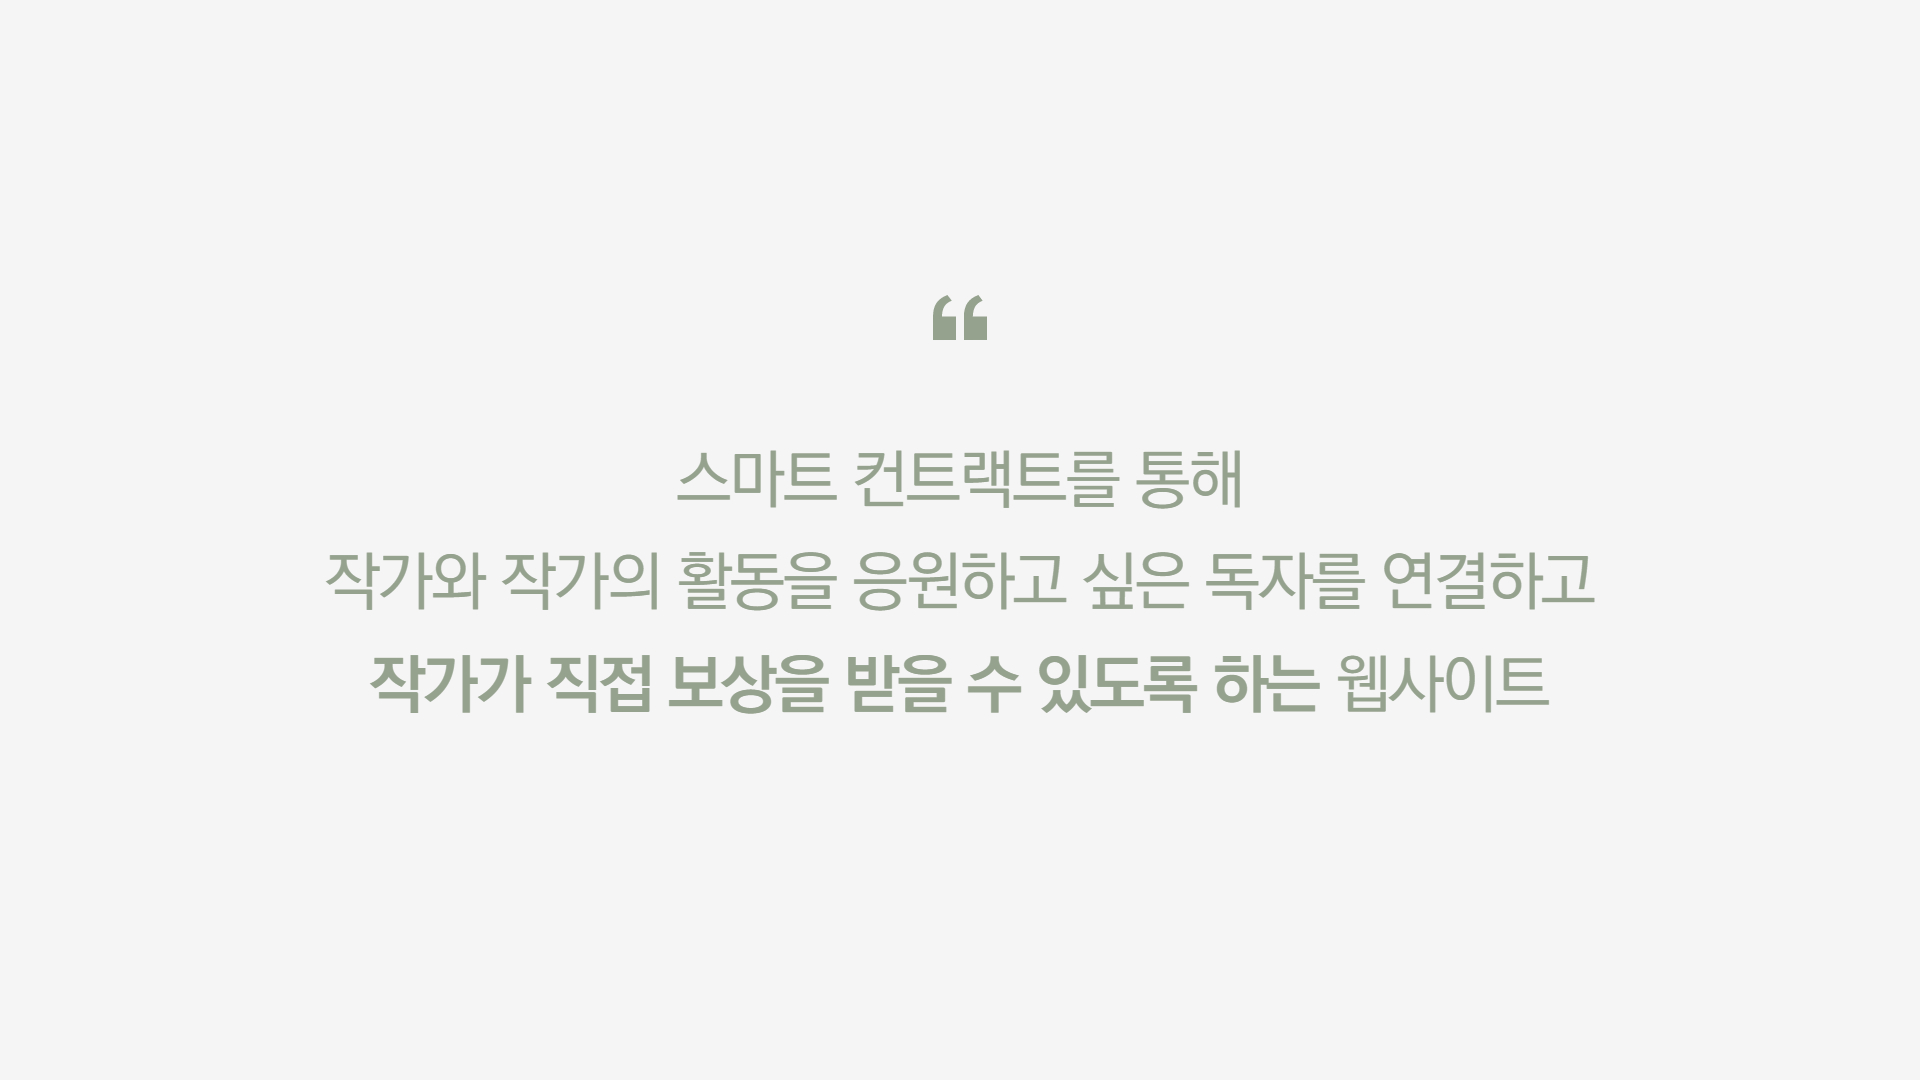 “
스마트 컨트랙트를 통해
작가와 작가의 활동을 응원하고 싶은 독자를 연결하고
작가가 직접 보상을 받을 수 있도록 하는 웹사이트